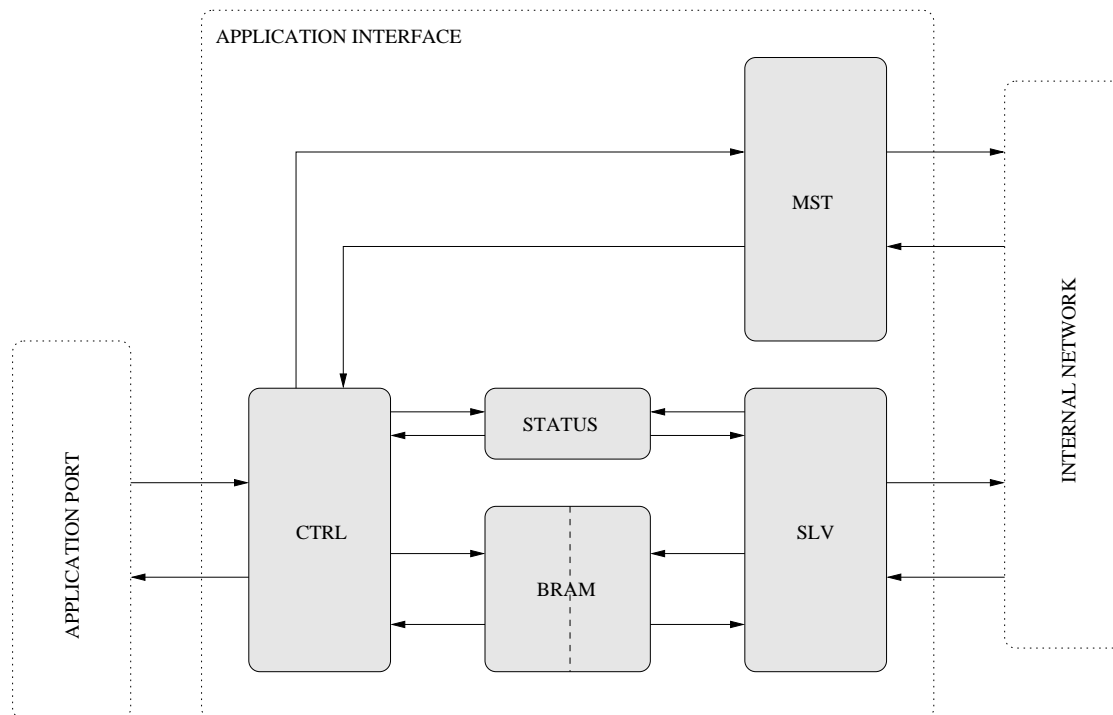 APPLICATION INTERFACE
MST
INTERNAL NETWORK
STATUS
APPLICATION PORT
CTRL
SLV
BRAM